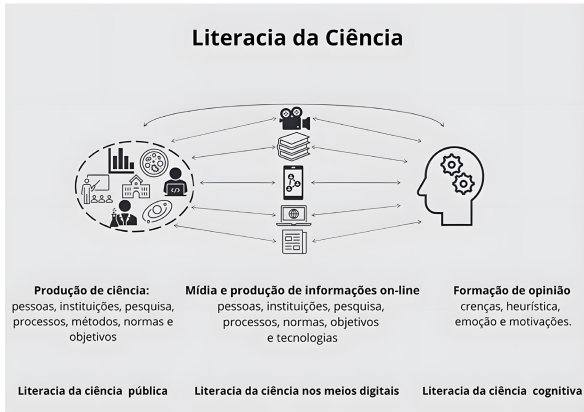 Literacia da Ciência
Produção de ciência:
pessoas, instituições, pesquisa,
processos, métodos, normas e
objetivos
Mídia e produção de informações on-line
pessoas, instituições, pesquisa,
processos, normas, objetivos
e tecnologias
Formação de opinião
crenças, heurística,
emoção e motivações.
Literacia da ciência pública
Literacia da ciência nos meios digitais
Literacia da ciência cognitiva